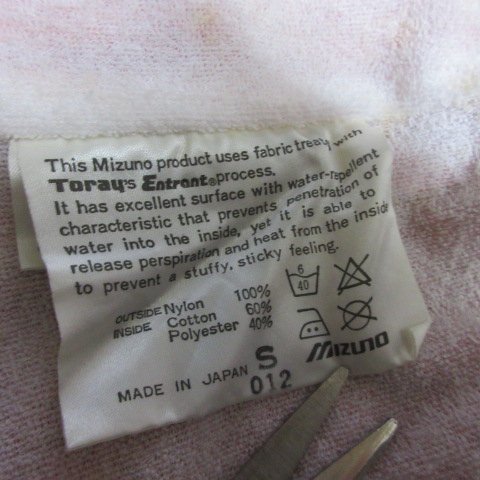 This Mizuno product uses fabric treaty with
Toray's Entrant® process.
It has excellent surface with water-repellent
characteristic that prevents penetration of
water into the inside, yet it is able to
release perspiration and heat from the inside
to prevent a stuffy, sticky feeling.
6
40
OUTSIDE Nylon 100%
INSIDE Cotton 60%
Polyester 40%
MIZUNO
MADE IN JAPAN S
012